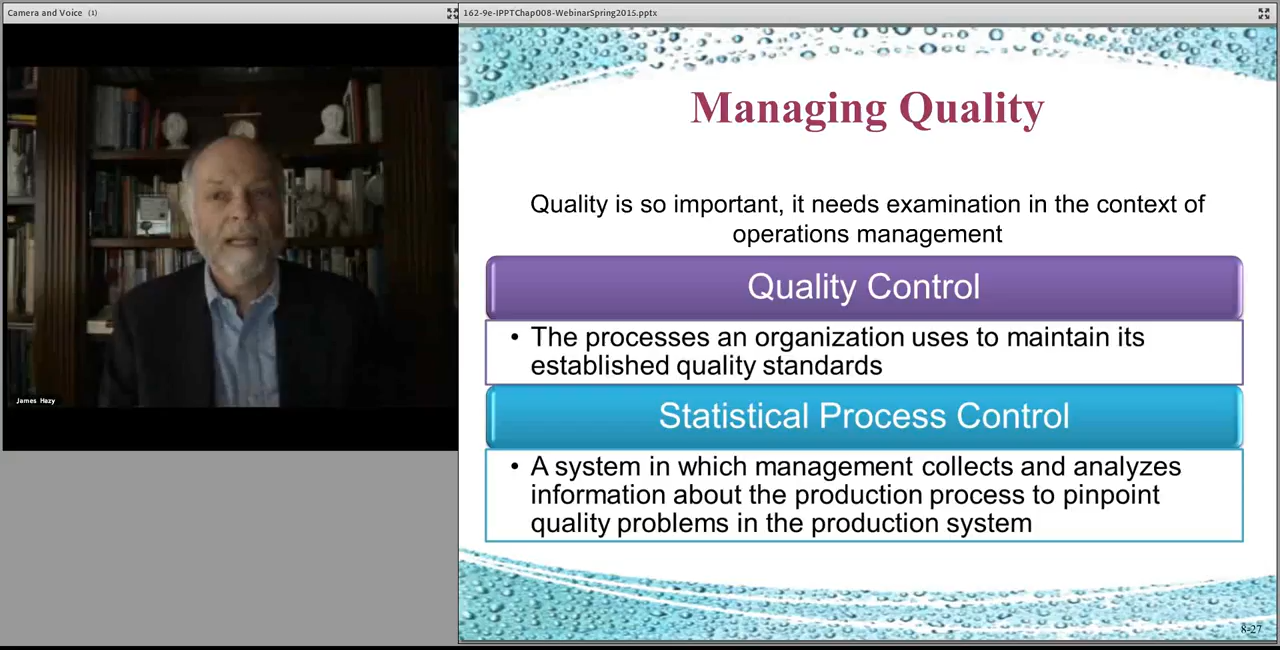 Camera and Voice (1)
162-9e-IPPTChap008-WebinarSpring2015.pptx
James Hazy
Managing Quality
Quality is so important, it needs examination in the context of
operations management
Quality Control
• The processes an organization uses to maintain its
established quality standards
Statistical Process Control
• A system in which management collects and analyzes
information about the production process to pinpoint
quality problems in the production system
8-27